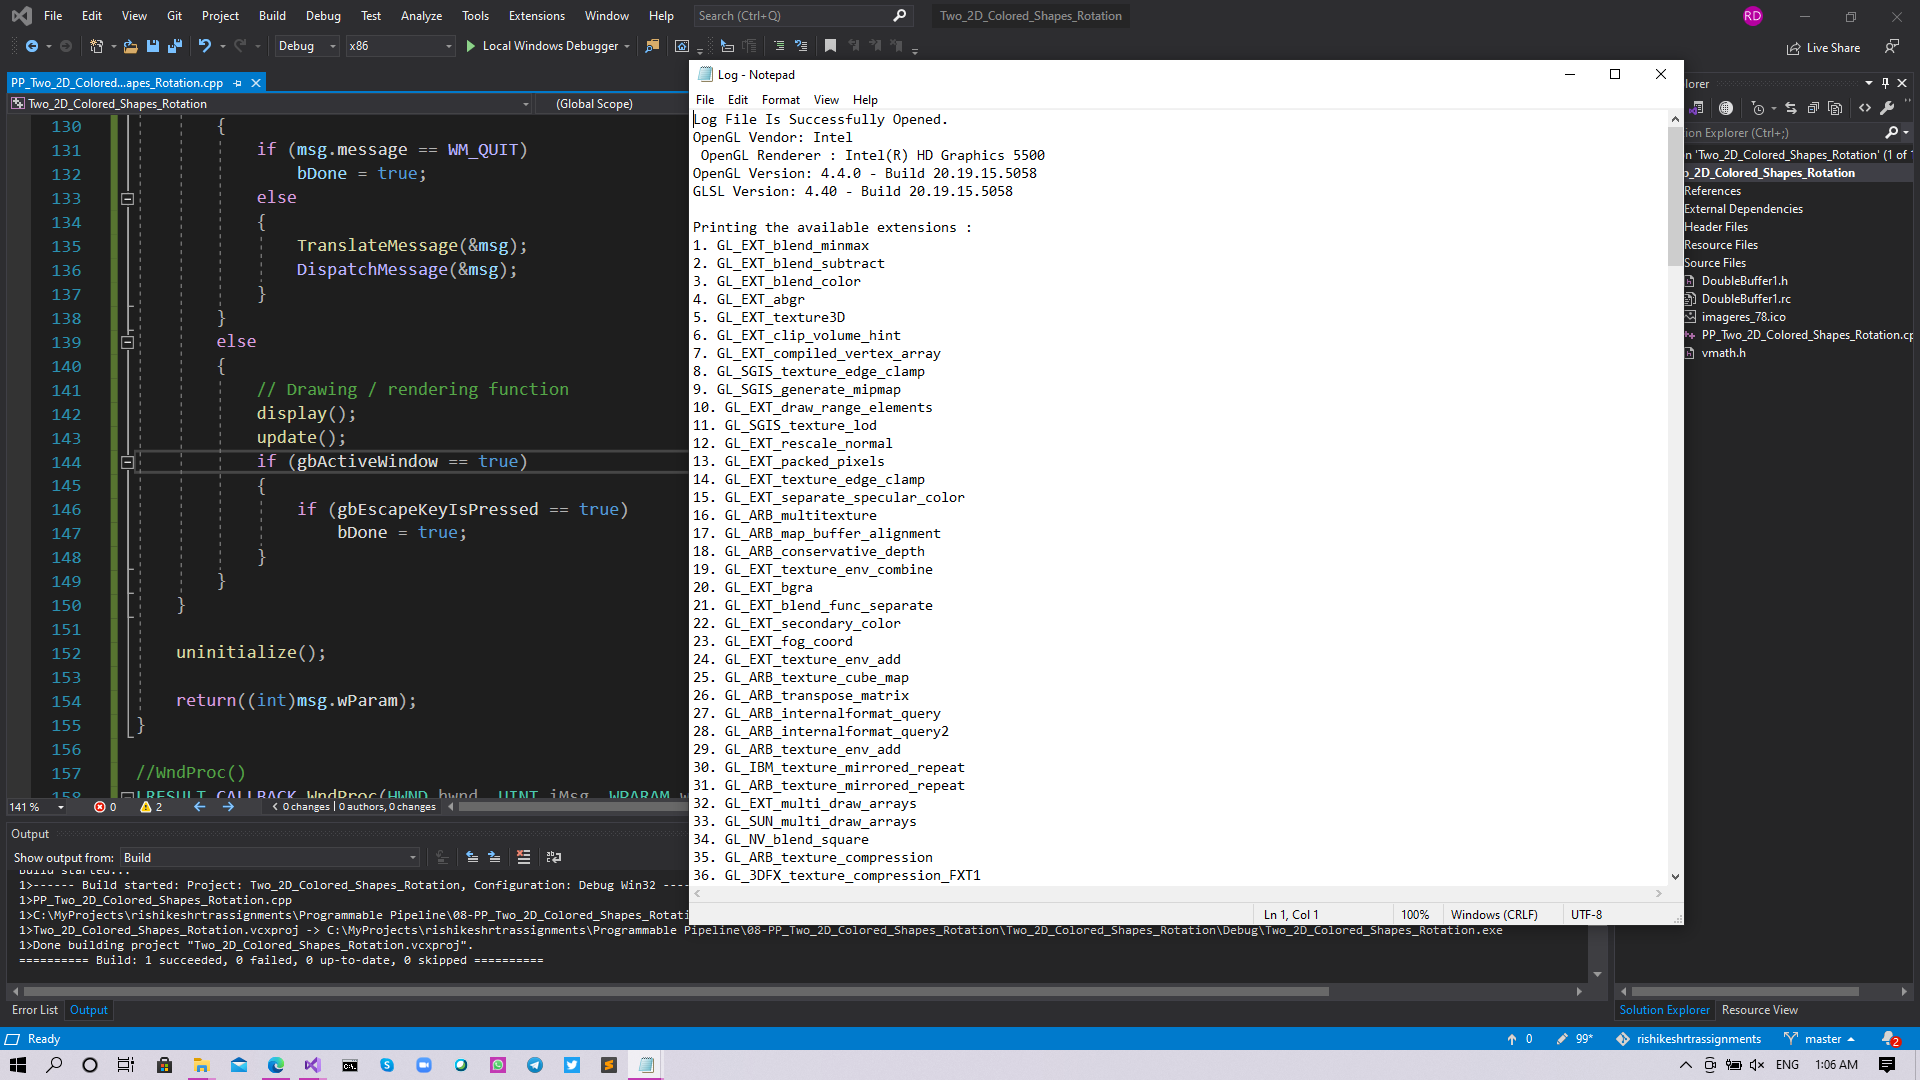 File Edit View Git Project Build Debug Test Analyze Tools Extensions Window Help Search (Ctrl+Q) Two_2D_Colored_Shapes_Rotation RD
Debug x86 Local Windows Debugger Live Share
PP_Two_2D_Colored...apes_Rotation.cpp
Two_2D_Colored_Shapes_Rotation (Global Scope)
130 {
131 if (msg.message == WM_QUIT)
132 bDone = true;
133 else
134 {
135 TranslateMessage(&msg);
136 DispatchMessage(&msg);
137 }
138 }
139 else
140 {
141 // Drawing / rendering function
142 display();
143 update();
144 if (gbActiveWindow == true)
145 {
146 if (gbEscapeKeyIsPressed == true)
147 bDone = true;
148 }
149 }
150 }
151
152 uninitialize();
153
154 return((int)msg.wParam);
155 }
156
157 //WndProc()
158 LRESULT CALLBACK WndProc(HWND hwnd, UINT iMsg, WPARAM
141 % 0 2 0 changes | 0 authors, 0 changes
Log - Notepad
File Edit Format View Help
Log File Is Successfully Opened.
OpenGL Vendor: Intel
OpenGL Renderer : Intel(R) HD Graphics 5500
OpenGL Version: 4.4.0 - Build 20.19.15.5058
GLSL Version: 4.40 - Build 20.19.15.5058
Printing the available extensions :
1. GL_EXT_blend_minmax
2. GL_EXT_blend_subtract
3. GL_EXT_blend_color
4. GL_EXT_abgr
5. GL_EXT_texture3D
6. GL_EXT_clip_volume_hint
7. GL_EXT_compiled_vertex_array
8. GL_SGIS_texture_edge_clamp
9. GL_SGIS_generate_mipmap
10. GL_EXT_draw_range_elements
11. GL_SGIS_texture_lod
12. GL_EXT_rescale_normal
13. GL_EXT_packed_pixels
14. GL_EXT_texture_edge_clamp
15. GL_EXT_separate_specular_color
16. GL_ARB_multitexture
17. GL_ARB_map_buffer_alignment
18. GL_ARB_conservative_depth
19. GL_EXT_texture_env_combine
20. GL_EXT_bgra
21. GL_EXT_blend_func_separate
22. GL_EXT_secondary_color
23. GL_EXT_fog_coord
24. GL_EXT_texture_env_add
25. GL_ARB_texture_cube_map
26. GL_ARB_transpose_matrix
27. GL_ARB_internalformat_query
28. GL_ARB_internalformat_query2
29. GL_ARB_texture_env_add
30. GL_IBM_texture_mirrored_repeat
31. GL_ARB_texture_mirrored_repeat
32. GL_EXT_multi_draw_arrays
33. GL_SUN_multi_draw_arrays
34. GL_NV_blend_square
35. GL_ARB_texture_compression
36. GL_3DFX_texture_compression_FXT1
Ln 1, Col 1 100% Windows (CRLF) UTF-8
lorer
ion Explorer (Ctrl+;)
n 'Two_2D_Colored_Shapes_Rotation' (1 of 1
o_2D_Colored_Shapes_Rotation
References
External Dependencies
Header Files
Resource Files
Source Files
DoubleBuffer1.h
DoubleBuffer1.rc
imageres_78.ico
PP_Two_2D_Colored_Shapes_Rotation.cp
vmath.h
Output
Show output from: Build
Build started...
1>------ Build started: Project: Two_2D_Colored_Shapes_Rotation, Configuration: Debug Win32 ----
1>PP_Two_2D_Colored_Shapes_Rotation.cpp
1>C:\MyProjects\rishikeshrtrassignments\Programmable Pipeline\08-PP_Two_2D_Colored_Shapes_Rotati
1>Two_2D_Colored_Shapes_Rotation.vcxproj -> C:\MyProjects\rishikeshrtrassignments\Programmable Pipeline\08-PP_Two_2D_Colored_Shapes_Rotation\Two_2D_Colored_Shapes_Rotation\Debug\Two_2D_Colored_Shapes_Rotation.exe
1>Done building project "Two_2D_Colored_Shapes_Rotation.vcxproj".
========== Build: 1 succeeded, 0 failed, 0 up-to-date, 0 skipped ==========
Error List Output
Solution Explorer Resource View
Ready 0 99* rishikeshrtrassignments master 2
ENG 1:06 AM